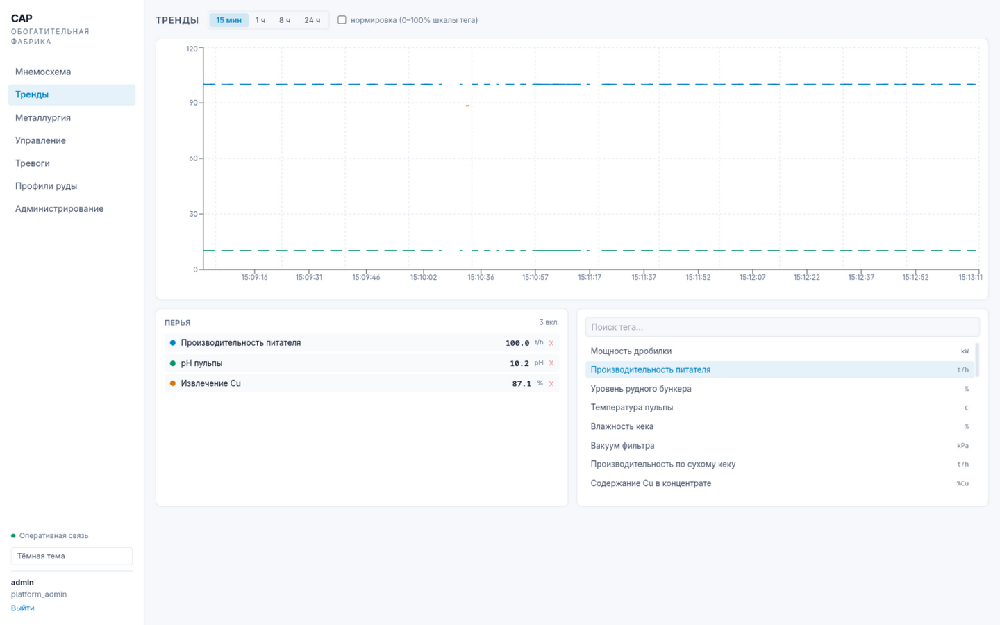 САР
ОБОГАТИТЕЛЬНАЯ
ФАБРИКА
Мнемосхема
Тренды
Металлургия
Управление
Тревоги
Профили руды
Администрирование
Оперативная связь
Тёмная тема
admin
platform_admin
Выйти
ТРЕНДЫ 15 мин 1 ч 8 ч 24 ч нормировка (0–100% шкалы тега)
120
90
60
30
0
15:09:16 15:09:31 15:09:46 15:10:02 15:10:36 15:10:57 15:11:17 15:11:37 15:11:52 15:12:07 15:12:22 15:12:37 15:12:52 15:13:11
ПЕРЬЯ 3 вкл.
Производительность питателя 100.0 t/h X
pH пульпы 10.2 pH X
Извлечение Cu 87.1 % X
Поиск тега...
Мощность дробилки kW
Производительность питателя t/h
Уровень рудного бункера %
Температура пульпы C
Влажность кека %
Вакуум фильтра kPa
Производительность по сухому кеку t/h
Содержание Cu в концентрате %Cu